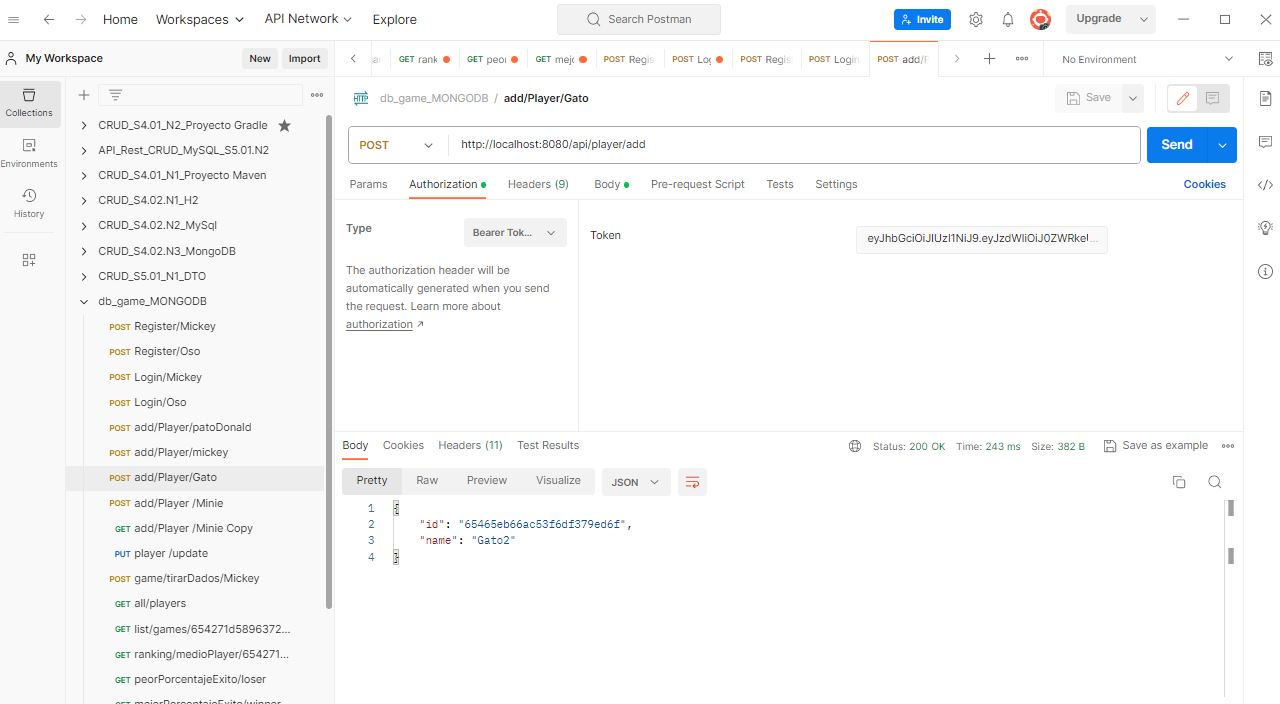 Home Workspaces API Network Explore Search Postman Invite Upgrade
My Workspace New Import
GET rank GET peor GET mejo POST Regis POST Log POST Regis POST Login POST add/P No Environment
Collections
Environments
History
CRUD_S4.01_N2_Proyecto Gradle
API_Rest_CRUD_MySQL_S5.01.N2
CRUD_S4.01_N1_Proyecto Maven
CRUD_S4.02.N1_H2
CRUD_S4.02.N2_MySql
CRUD_S4.02.N3_MongoDB
CRUD_S5.01_N1_DTO
db_game_MONGODB
POST Register/Mickey
POST Register/Oso
POST Login/Mickey
POST Login/Oso
POST add/Player/patoDonald
POST add/Player/mickey
POST add/Player/Gato
POST add/Player /Minie
GET add/Player /Minie Copy
PUT player /update
POST game/tirarDados/Mickey
GET all/players
GET list/games/654271d5896372...
GET ranking/medioPlayer/654271...
GET peorPorcentajeExito/loser
GET mejorPorcentajeExito/winner
HTTP db_game_MONGODB / add/Player/Gato Save
POST http://localhost:8080/api/player/add Send
Params Authorization Headers (9) Body Pre-request Script Tests Settings Cookies
Type Bearer Tok...
The authorization header will be
automatically generated when you send
the request. Learn more about
authorization ↗
Token eyJhbGciOiJIUzI1NiJ9.eyJzdWIiOiJ0ZWRkeU...
Body Cookies Headers (11) Test Results Status: 200 OK Time: 243 ms Size: 382 B Save as example
Pretty Raw Preview Visualize JSON
1 {
2 "id": "65465eb66ac53f6df379ed6f",
3 "name": "Gato2"
4 }